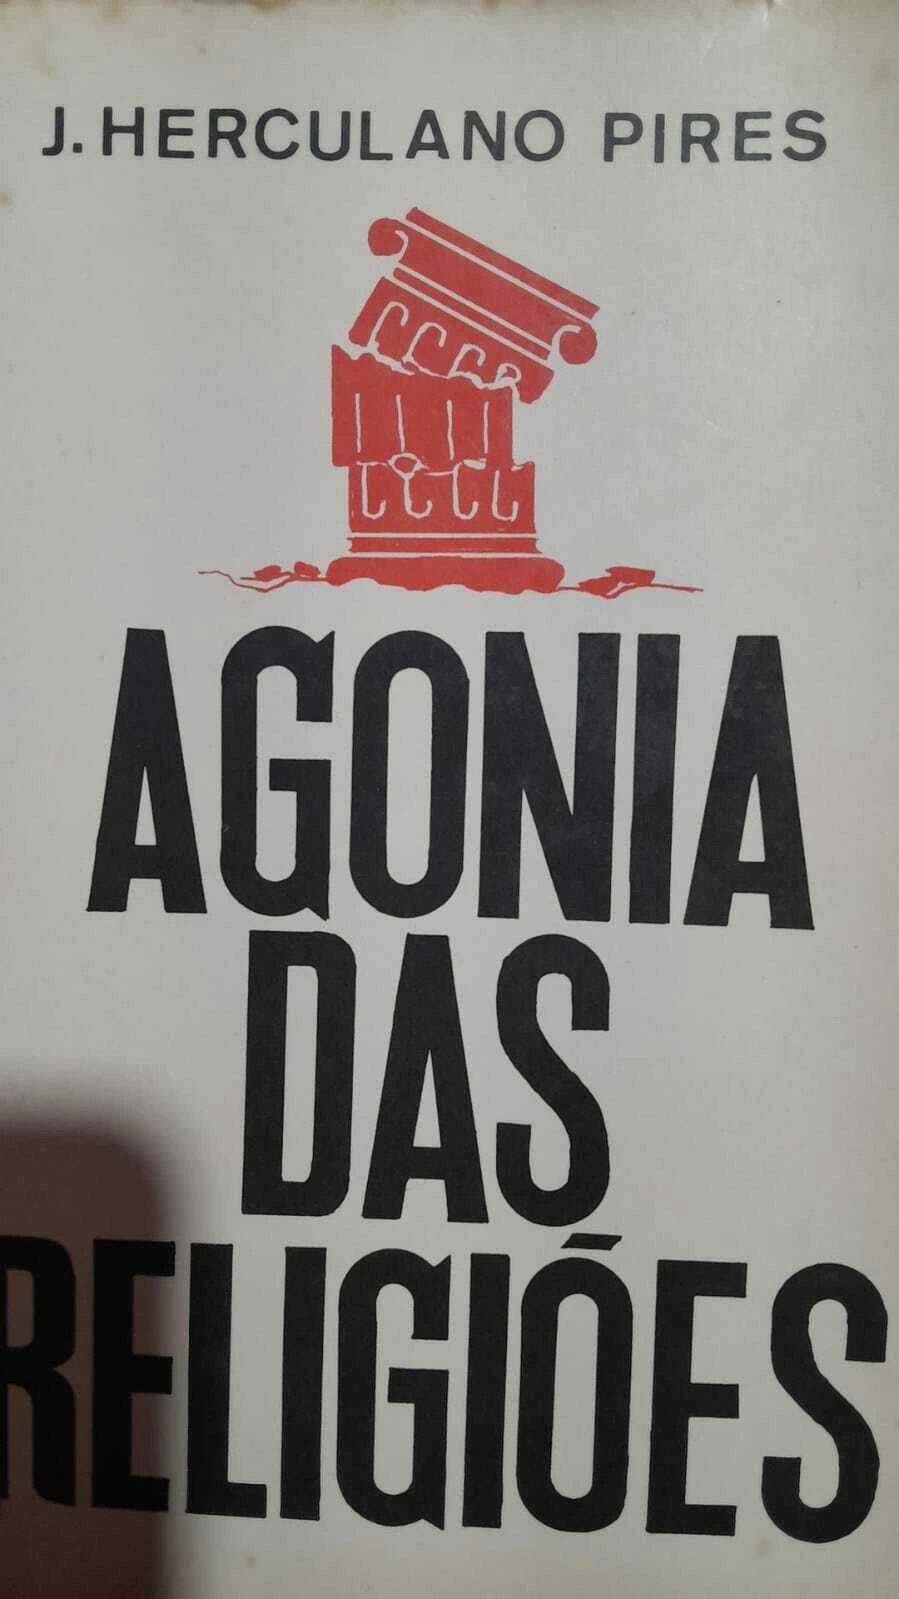 J. HERCULANO PIRES
AGONIA
DAS
RELIGIÕES